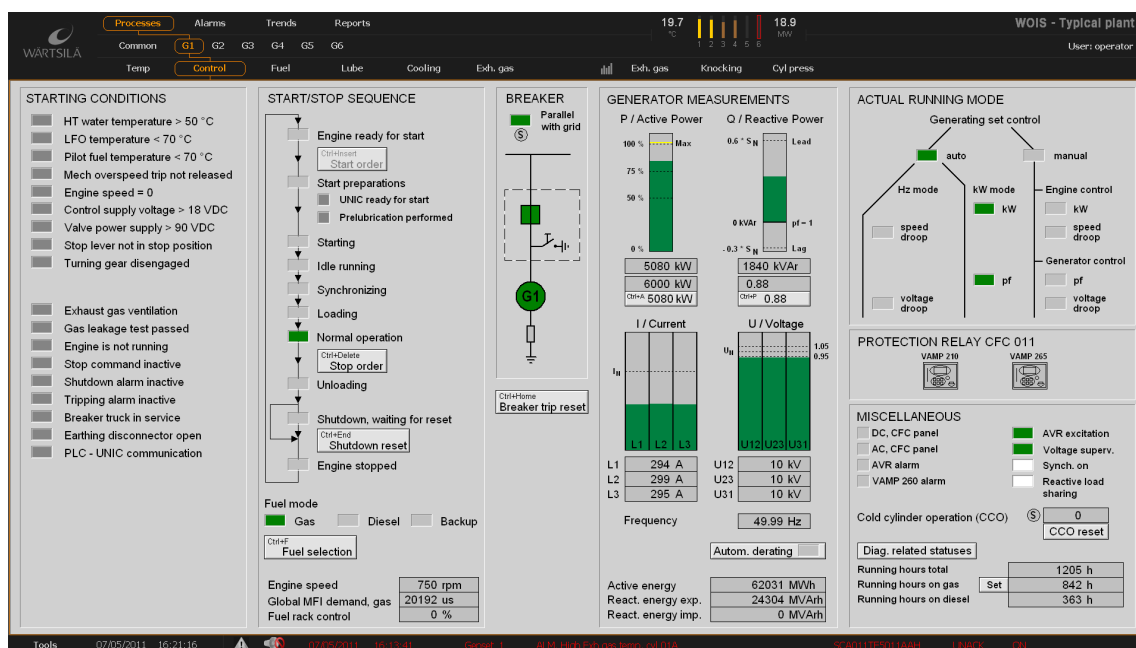 WÄRTSILÄ
Processes Alarms Trends Reports
Common G1 G2 G3 G4 G5 G6
Temp Control Fuel Lube Cooling Exh. gas
19.7 °C
1 2 3 4 5 6
18.9 MW
Exh. gas Knocking Cyl press
WOIS - Typical plant
User: operator
STARTING CONDITIONS
HT water temperature > 50 °C
LFO temperature < 70 °C
Pilot fuel temperature < 70 °C
Mech overspeed trip not released
Engine speed = 0
Control supply voltage > 18 VDC
Valve power supply > 90 VDC
Stop lever not in stop position
Turning gear disengaged
Exhaust gas ventilation
Gas leakage test passed
Engine is not running
Stop command inactive
Shutdown alarm inactive
Tripping alarm inactive
Breaker truck in service
Earthing disconnector open
PLC - UNIC communication
START/STOP SEQUENCE
Engine ready for start
Ctrl+Insert
Start order
Start preparations
UNIC ready for start
Prelubrication performed
Starting
Idle running
Synchronizing
Loading
Normal operation
Ctrl+Delete
Stop order
Unloading
Shutdown, waiting for reset
Ctrl+End
Shutdown reset
Engine stopped
Fuel mode
Gas Diesel Backup
Ctrl+F
Fuel selection
Engine speed 750 rpm
Global MFI demand, gas 20192 us
Fuel rack control 0 %
BREAKER
Parallel
with grid
S
G1
Ctrl+Home
Breaker trip reset
GENERATOR MEASUREMENTS
P / Active Power Q / Reactive Power
100 % Max 0.6 * S N Lead
75 %
50 %
0 kVAr pf = 1
0 % - 0.3 * S N Lag
5080 kW 1840 kVAr
6000 kW 0.88
Ctrl+A 5080 kW Ctrl+P 0.88
I / Current U / Voltage
U N 1.05
0.95
I N
L1 L2 L3 U12 U23 U31
L1 294 A U12 10 kV
L2 299 A U23 10 kV
L3 295 A U31 10 kV
Frequency 49.99 Hz
Autom. derating
Active energy 62031 MWh
React. energy exp. 24304 MVArh
React. energy imp. 0 MVArh
ACTUAL RUNNING MODE
Generating set control
auto manual
Hz mode kW mode Engine control
kW kW
speed
droop
speed
droop
Generator control
pf pf
voltage
droop
voltage
droop
PROTECTION RELAY CFC 011
VAMP 210 VAMP 265
MISCELLANEOUS
DC, CFC panel AVR excitation
AC, CFC panel Voltage superv.
AVR alarm Synch. on
VAMP 260 alarm Reactive load
sharing
Cold cylinder operation (CCO) S 0
CCO reset
Diag. related statuses
Running hours total 1205 h
Running hours on gas Set 842 h
Running hours on diesel 363 h
Tools 07/05/2011 16:21:16 07/05/2011 16:13:41 Genset 1 ALM High Exh.gas temp, cyl 01A SCA011TE5011AAH UNACK ON